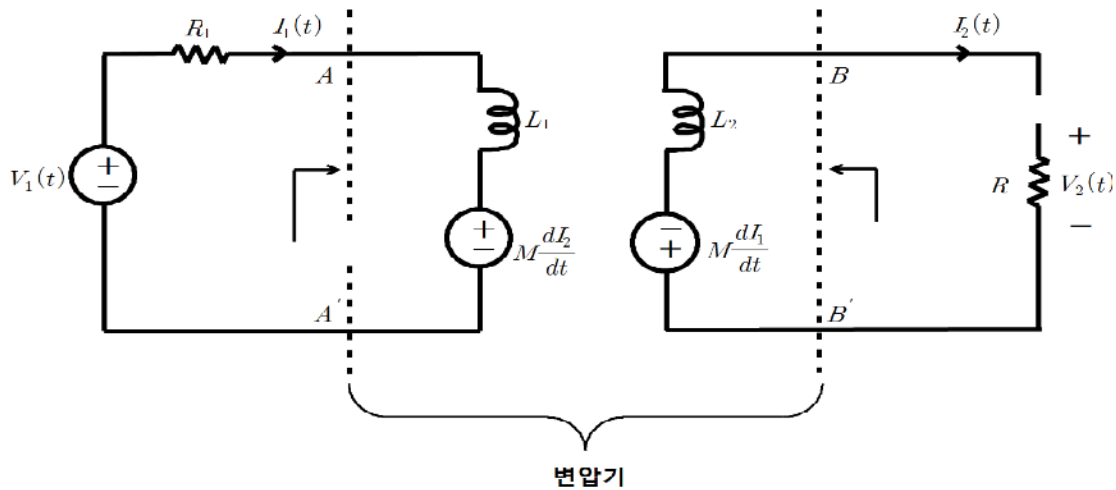 R₁ I₁(t) I₂(t)
A B
L₁ L₂
+ +
V₁(t) − R V₂(t)
+ − −
− M dI₂/dt + M dI₁/dt
A′ B′
변압기